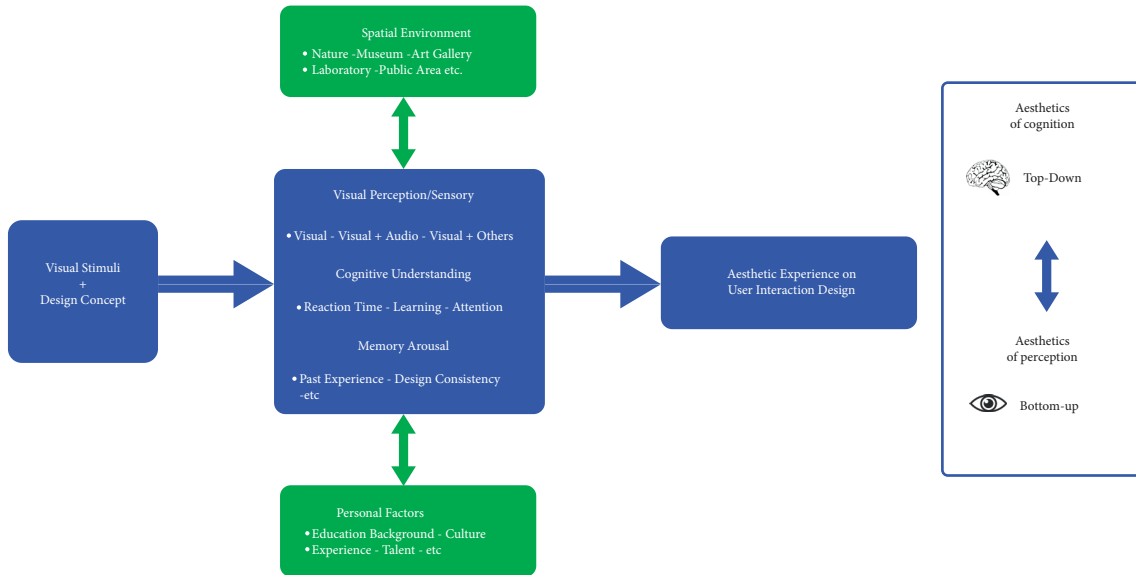 Spatial Environment
• Nature -Museum -Art Gallery
• Laboratory -Public Area etc.
Visual Stimuli
+
Design Concept
Visual Perception/Sensory
• Visual - Visual + Audio - Visual + Others
Cognitive Understanding
• Reaction Time - Learning - Attention
Memory Arousal
• Past Experience - Design Consistency
-etc
Aesthetic Experience on
User Interaction Design
Personal Factors
• Education Background - Culture
• Experience - Talent - etc
Aesthetics
of cognition
Top-Down
Aesthetics
of perception
Bottom-up